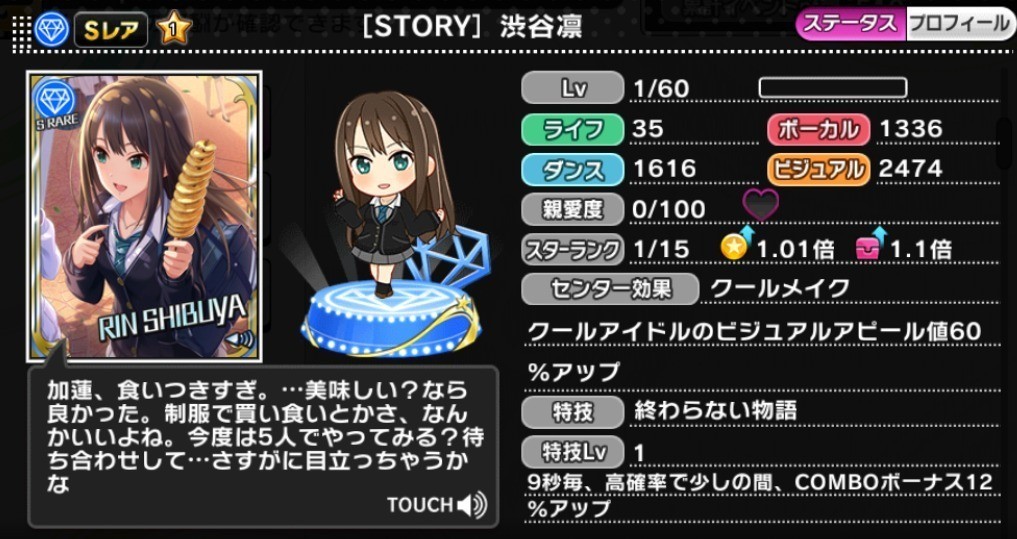 Sレア
[STORY] 渋谷凛
ステータス
プロフィール
S RARE
RIN SHIBUYA
Lv 1/60
ライフ 35 ボーカル 1336
ダンス 1616 ビジュアル 2474
親愛度 0/100
スターランク 1/15 1.01倍 1.1倍
センター効果 クールメイク
クールアイドルのビジュアルアピール値60
%アップ
特技 終わらない物語
特技Lv 1
9秒毎、高確率で少しの間、COMBOボーナス12
%アップ
加蓮、食いつきすぎ。…美味しい?なら
良かった。制服で買い食いとかさ、なん
かいいよね。今度は5人でやってみる?待
ち合わせして…さすがに目立っちゃうか
な
TOUCH